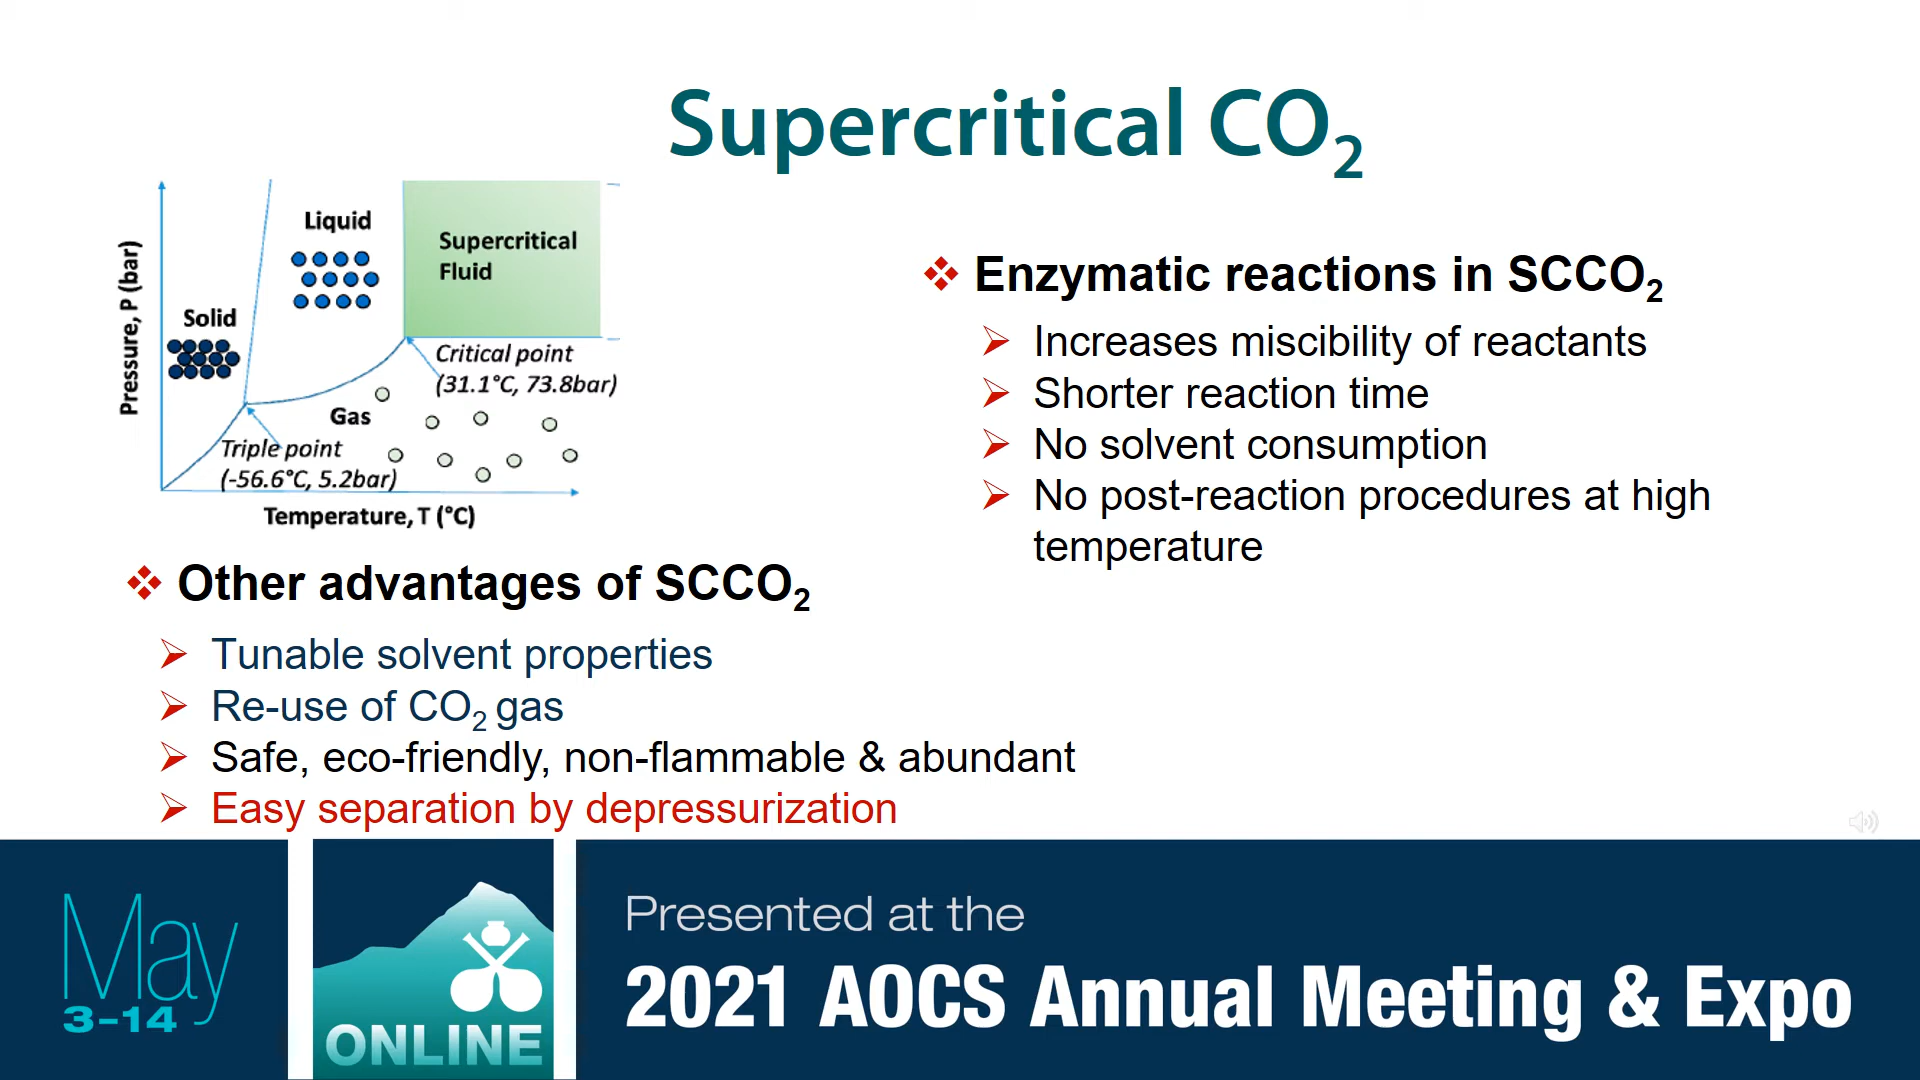 Supercritical CO₂
Pressure, P (bar)
Liquid
Supercritical
Fluid
Solid
Critical point
(31.1°C, 73.8bar)
Gas
Triple point
(-56.6°C, 5.2bar)
Temperature, T (°C)
❖ Enzymatic reactions in SCCO₂
➢ Increases miscibility of reactants
➢ Shorter reaction time
➢ No solvent consumption
➢ No post-reaction procedures at high
temperature
❖ Other advantages of SCCO₂
➢ Tunable solvent properties
➢ Re-use of CO₂ gas
➢ Safe, eco-friendly, non-flammable & abundant
➢ Easy separation by depressurization
May
3-14
ONLINE
Presented at the
2021 AOCS Annual Meeting & Expo